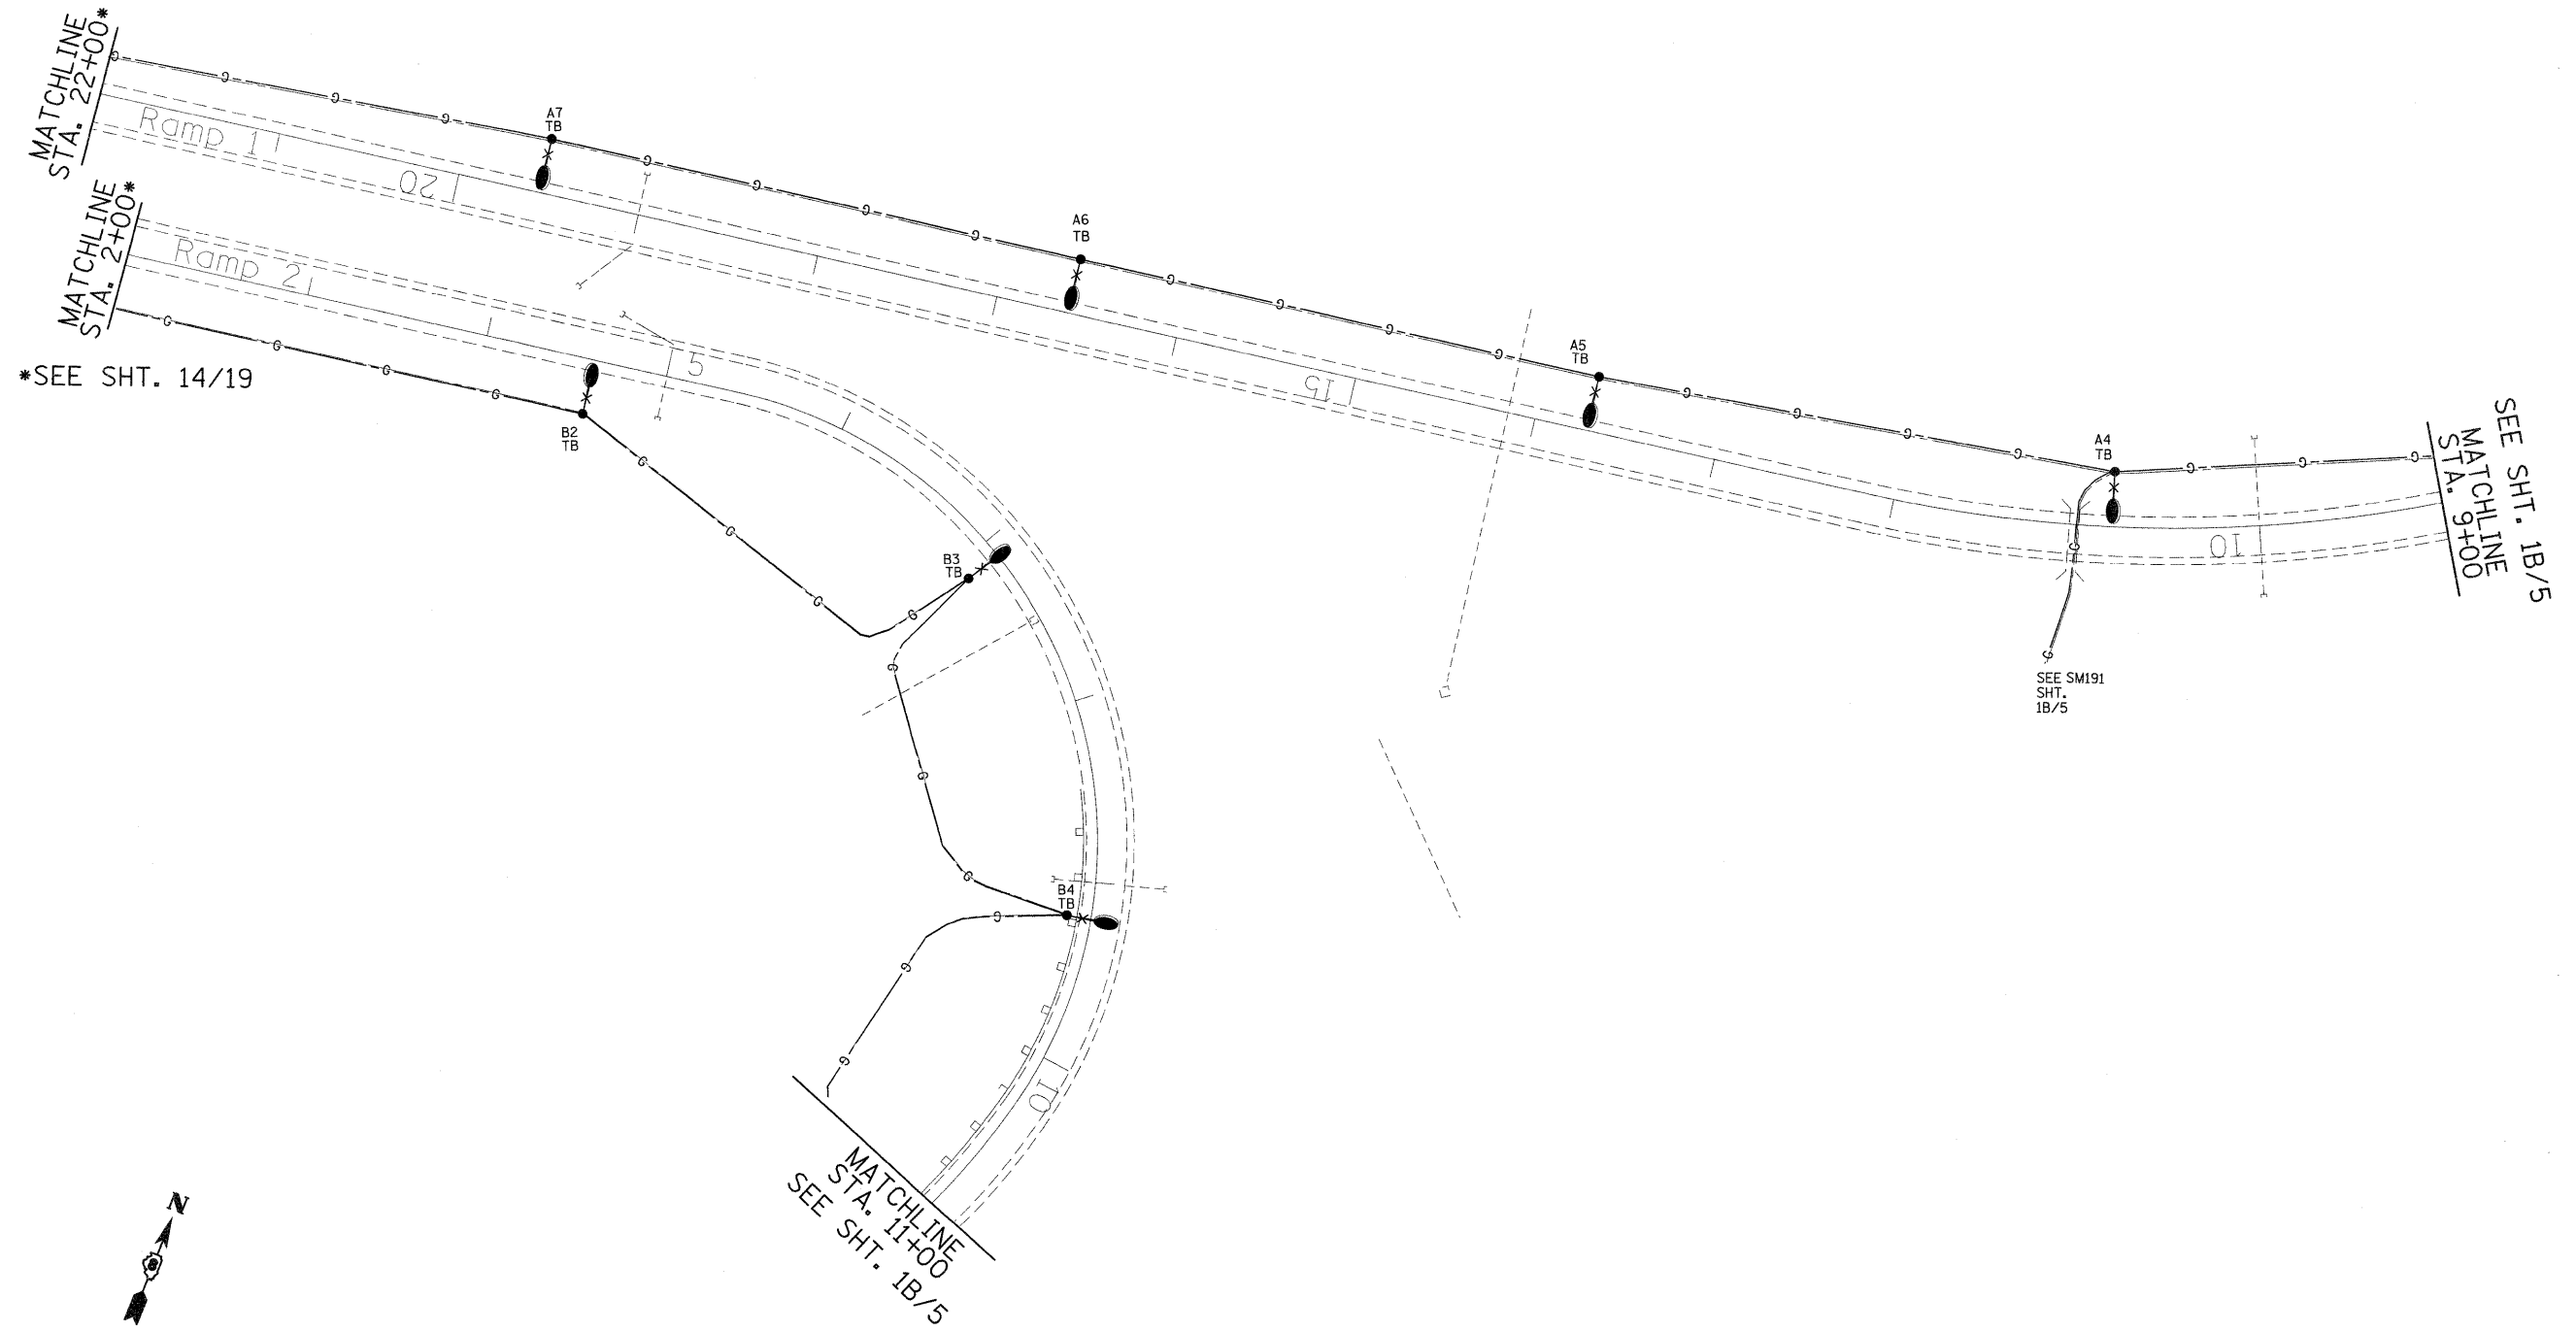 MATCHLINE
STA. 22+00*
Ramp 1
20
A7
TB
A6
TB
A5
TB
A4
TB
15
10
SEE SHT. 1B/5
MATCHLINE
STA. 9+00
SEE SM191
SHT.
1B/5
MATCHLINE
STA. 2+00*
Ramp 2
5
*SEE SHT. 14/19
B2
TB
B3
TB
B4
TB
10
MATCHLINE
STA. 11+00
SEE SHT. 1B/5
N
G G G G G G G G G G G G G G G G G G G
G G G G G G G G G G G G G G G